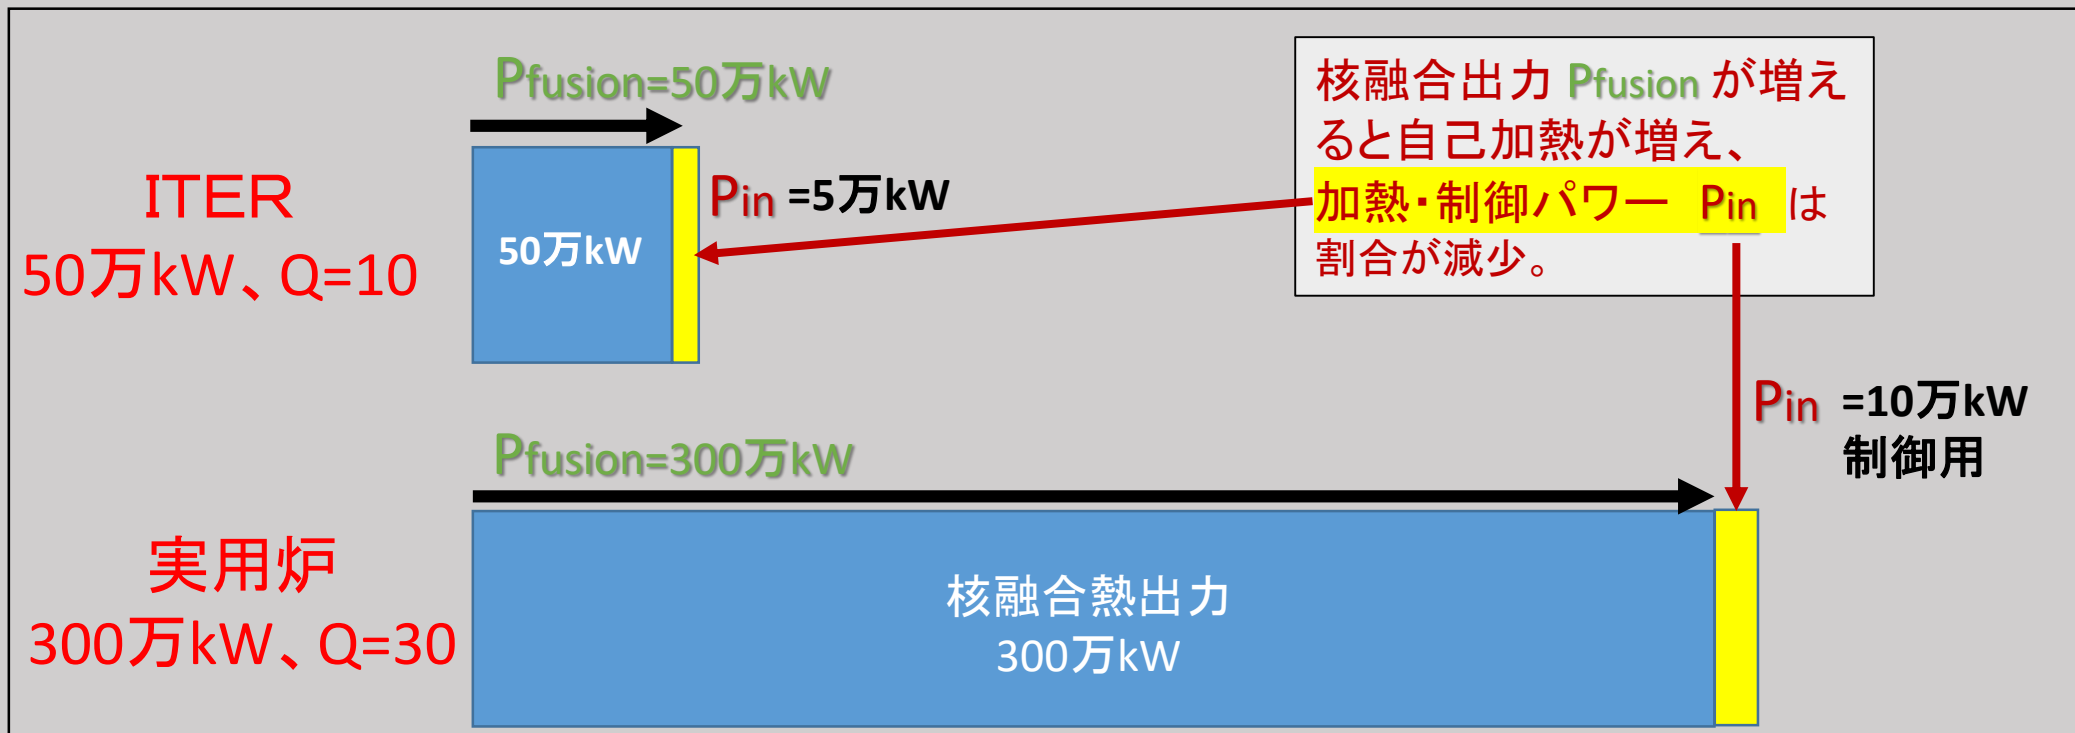 Pfusion=50万kW
ITER
50万kW、Q=10
50万kW
Pin =5万kW
核融合出力 Pfusion が増え
ると自己加熱が増え、
加熱・制御パワー Pin は
割合が減少。
Pin =10万kW
制御用
Pfusion=300万kW
実用炉
300万kW、Q=30
核融合熱出力
300万kW